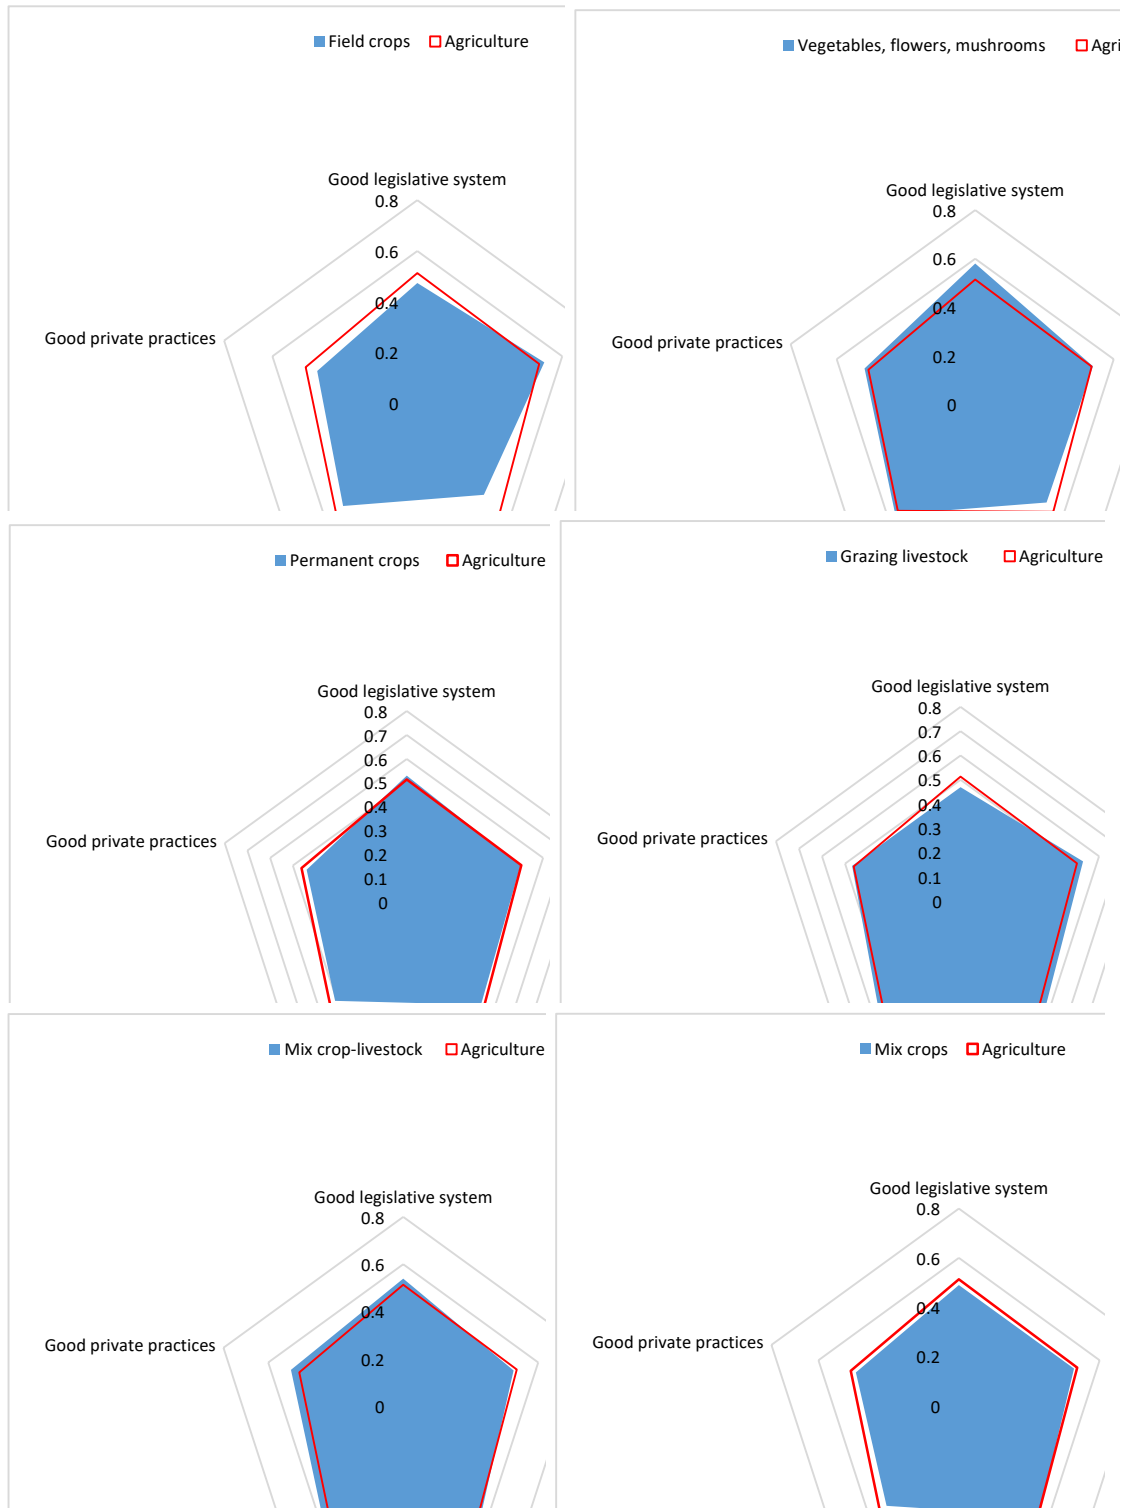 Field crops Agriculture
Good legislative system
0.8
0.6
0.4
Good private practices
0.2
0
Vegetables, flowers, mushrooms Agri
Good legislative system
0.8
0.6
0.4
Good private practices
0.2
0
Permanent crops Agriculture
Good legislative system
0.8
0.7
0.6
0.5
0.4
Good private practices
0.3
0.2
0.1
0
Grazing livestock Agriculture
Good legislative system
0.8
0.7
0.6
0.5
0.4
Good private practices
0.3
0.2
0.1
0
Mix crop-livestock Agriculture
Good legislative system
0.8
0.6
0.4
Good private practices
0.2
0
Mix crops Agriculture
Good legislative system
0.8
0.6
0.4
Good private practices
0.2
0